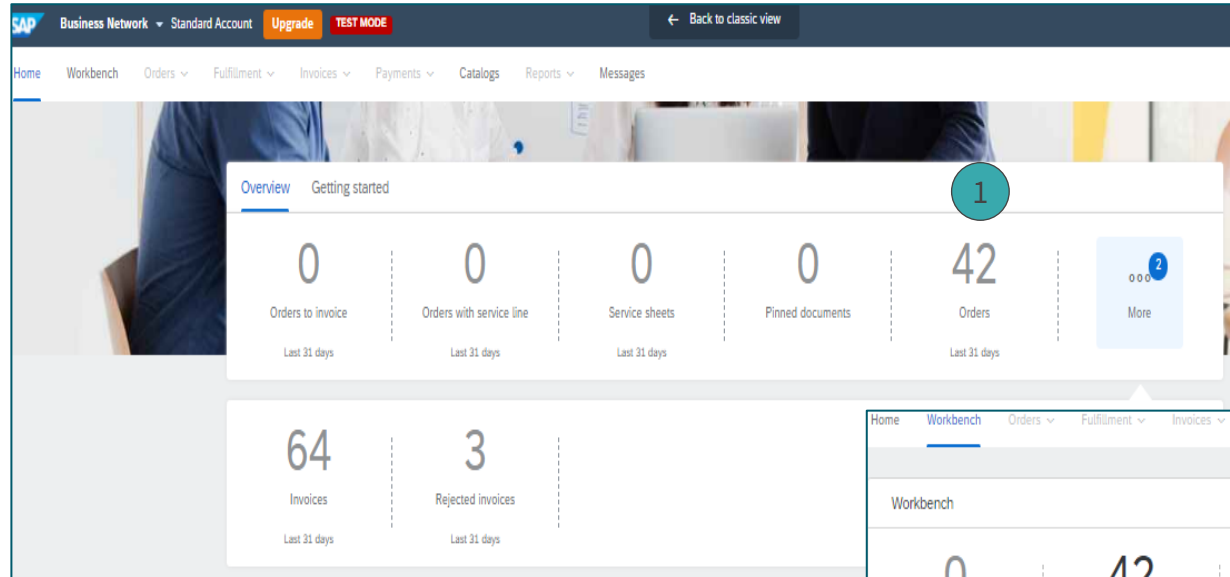 SAP Business Network Standard Account Upgrade TEST MODE ← Back to classic view
Home Workbench Orders Fulfillment Invoices Payments Catalogs Reports Messages
Overview Getting started
1
0 0 0 0 42 2
Orders to invoice Orders with service line Service sheets Pinned documents Orders More
Last 31 days Last 31 days Last 31 days Last 31 days
64 3
Invoices Rejected invoices
Last 31 days Last 31 days
Home Workbench Orders Fulfillment Invoices
Workbench
0 42